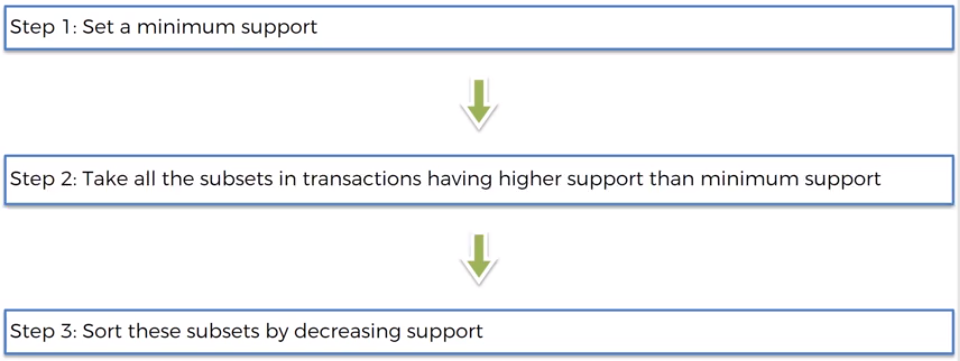 Step 1: Set a minimum support
Step 2: Take all the subsets in transactions having higher support than minimum support
Step 3: Sort these subsets by decreasing support